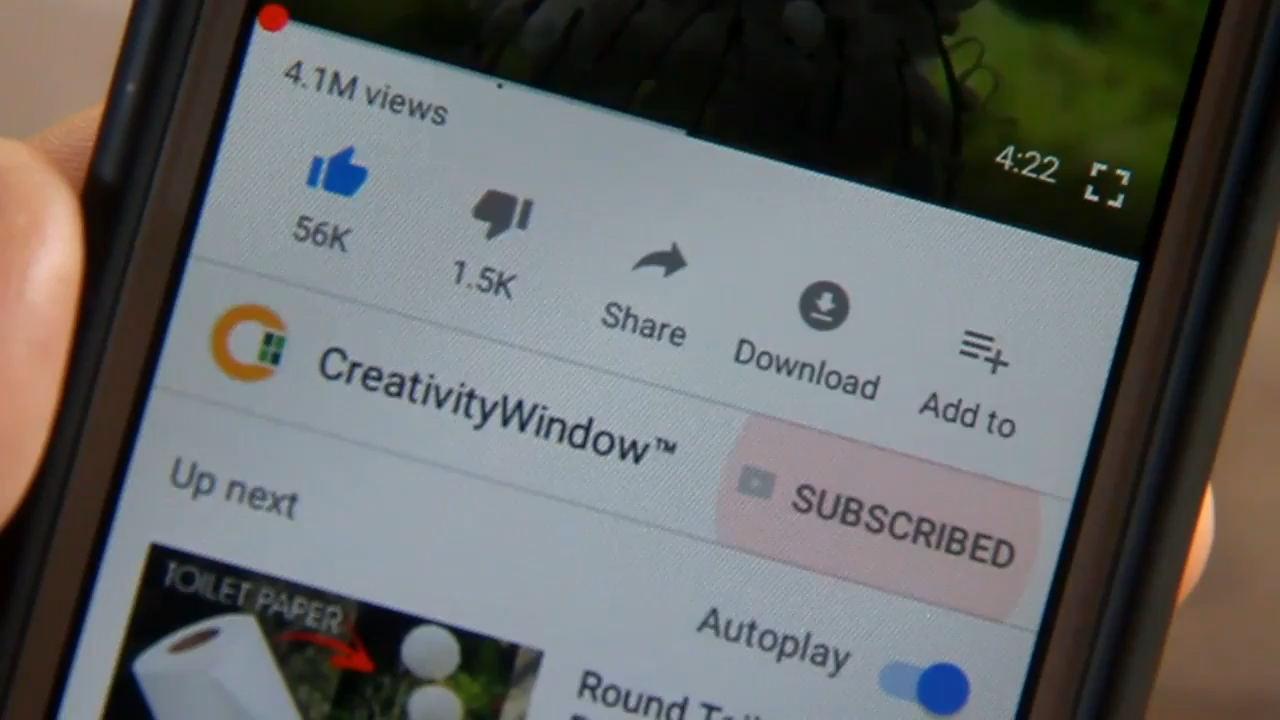 4:22
4.1M views
56K
1.5K
Share
Download
Add to
CreativityWindow™
SUBSCRIBED
Up next
Autoplay
TOILET PAPER
Round